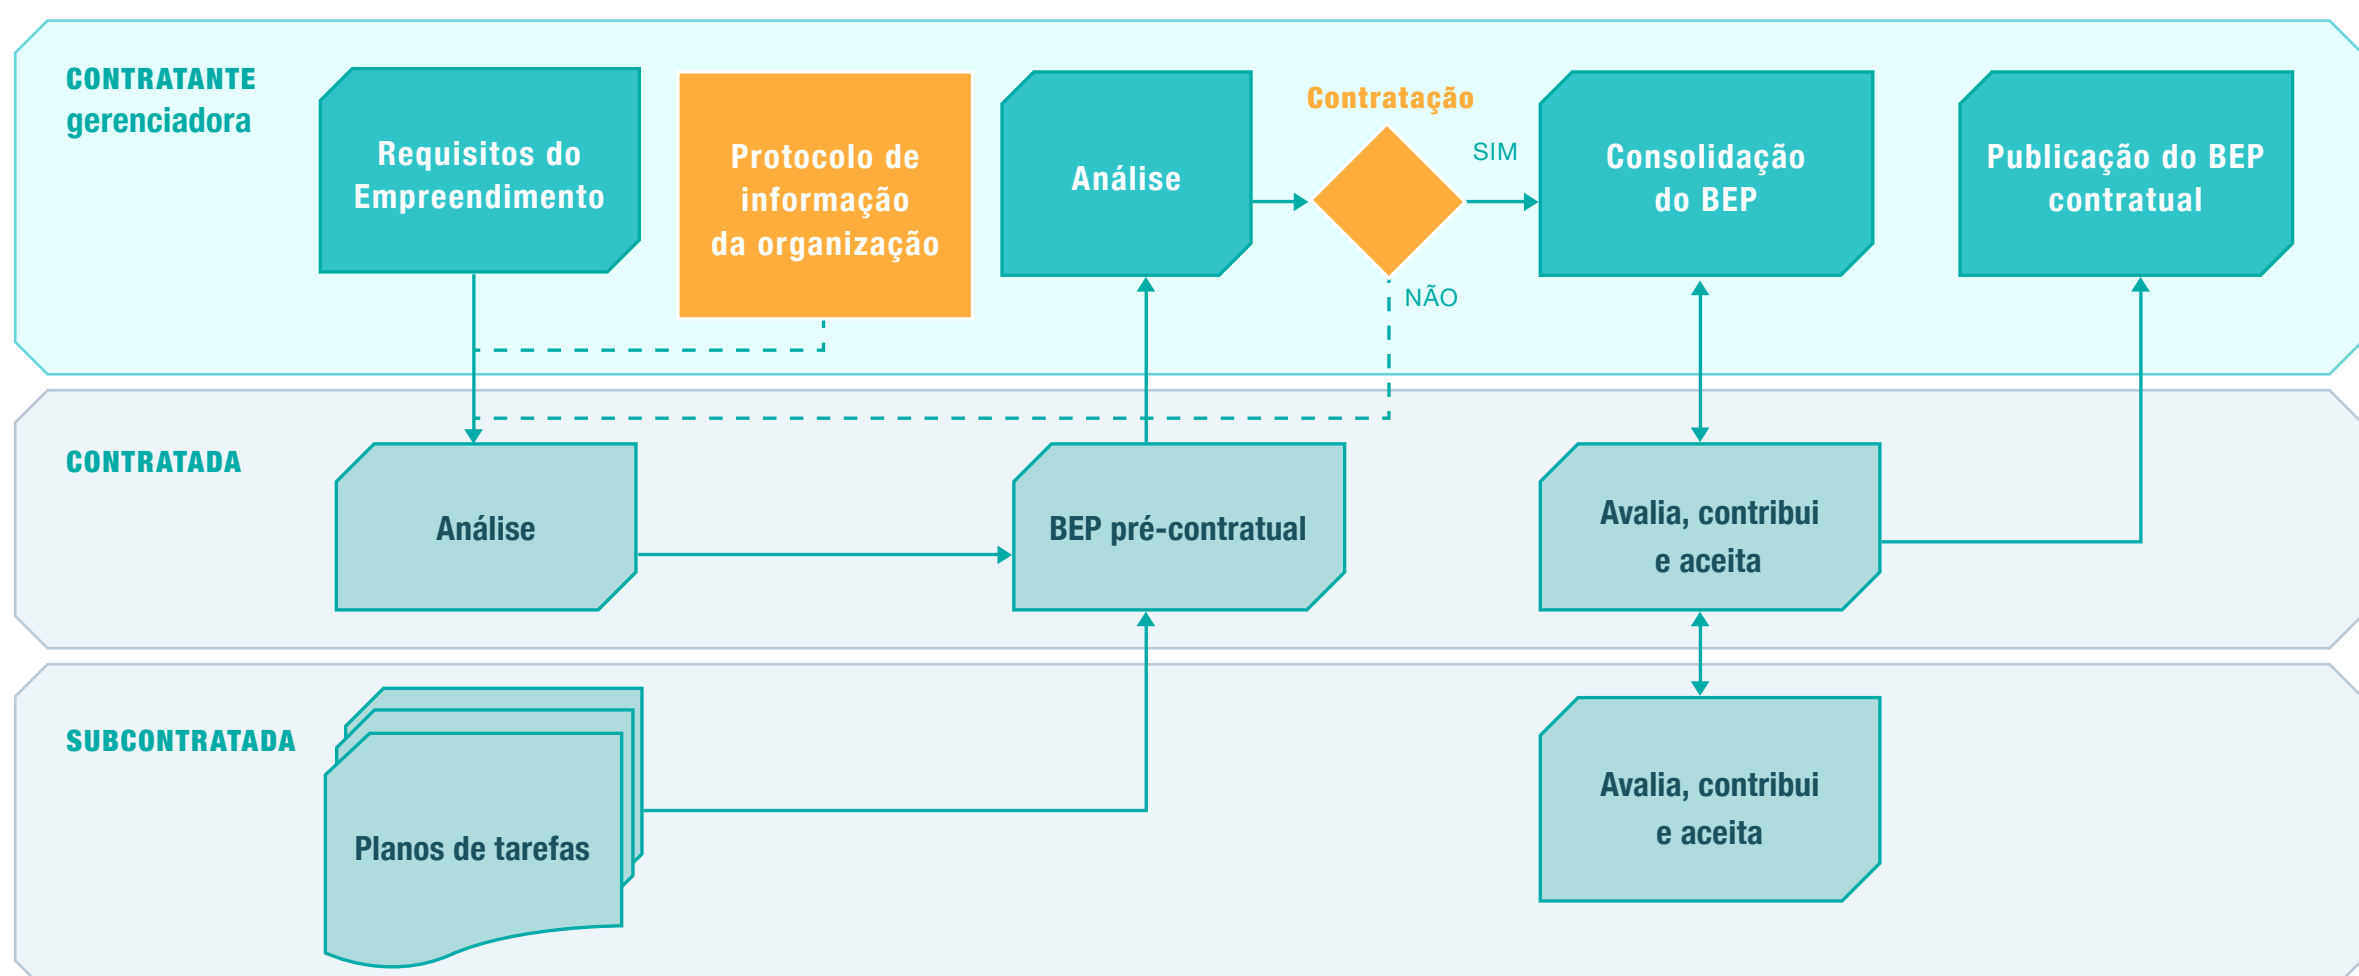 CONTRATANTE
gerenciadora
Requisitos do
Empreendimento
Protocolo de
informação
da organização
Análise
Contratação
SIM
NÃO
Consolidação
do BEP
Publicação do BEP
contratual
CONTRATADA
Análise
BEP pré-contratual
Avalia, contribui
e aceita
SUBCONTRATADA
Planos de tarefas
Avalia, contribui
e aceita